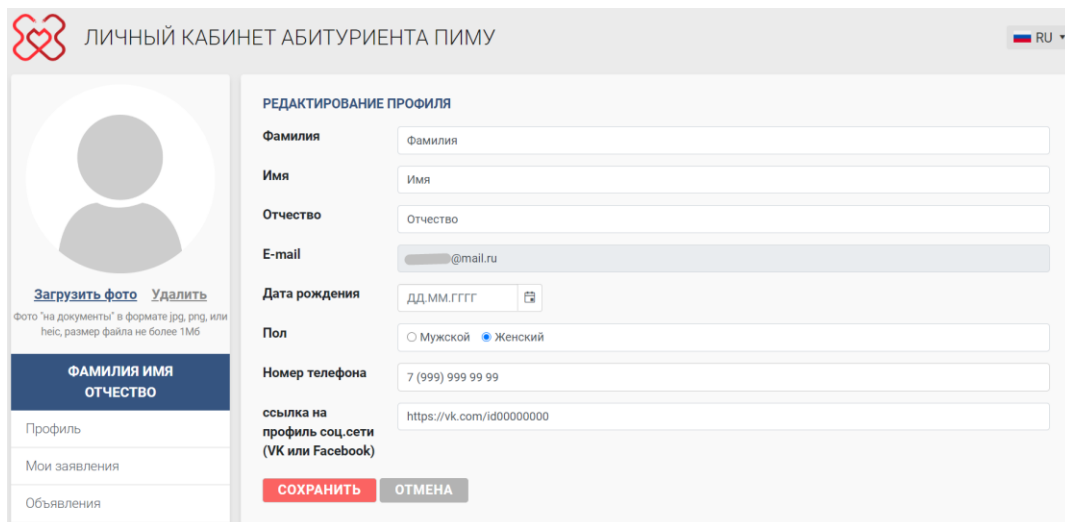 ЛИЧНЫЙ КАБИНЕТ АБИТУРИЕНТА ПИМУ
RU
Загрузить фото Удалить
Фото "на документы" в формате jpg, png, или
heic, размер файла не более 1Мб
ФАМИЛИЯ ИМЯ
ОТЧЕСТВО
Профиль
Мои заявления
Объявления
РЕДАКТИРОВАНИЕ ПРОФИЛЯ
Фамилия Фамилия
Имя Имя
Отчество Отчество
E-mail @mail.ru
Дата рождения ДД.ММ.ГГГГ
Пол Мужской Женский
Номер телефона 7 (999) 999 99 99
ссылка на https://vk.com/id00000000
профиль соц.сети
(VK или Facebook)
СОХРАНИТЬ ОТМЕНА